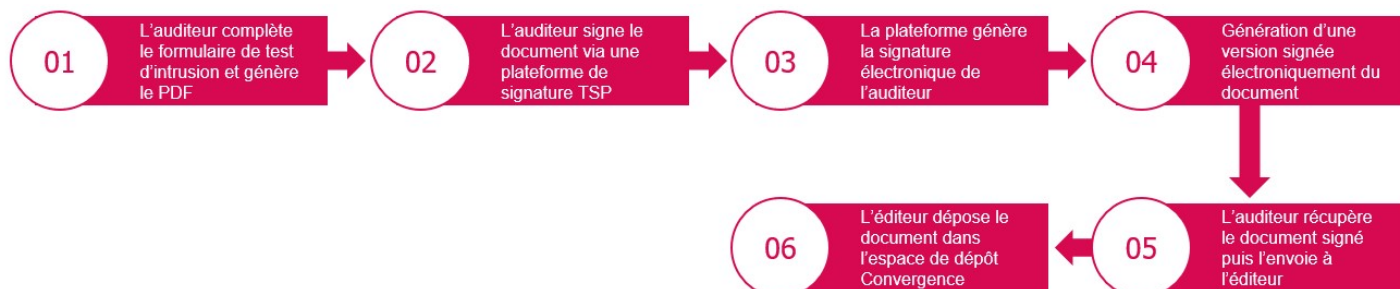 01
L'auditeur complète
le formulaire de test
d'intrusion et génère
le PDF
02
L'auditeur signe le
document via une
plateforme de
signature TSP
03
La plateforme génère
la signature
électronique de
l'auditeur
04
Génération d'une
version signée
électroniquement du
document
05
L'auditeur récupère
le document signé
puis l'envoie à
l'éditeur
06
L'éditeur dépose le
document dans
l'espace de dépôt
Convergence